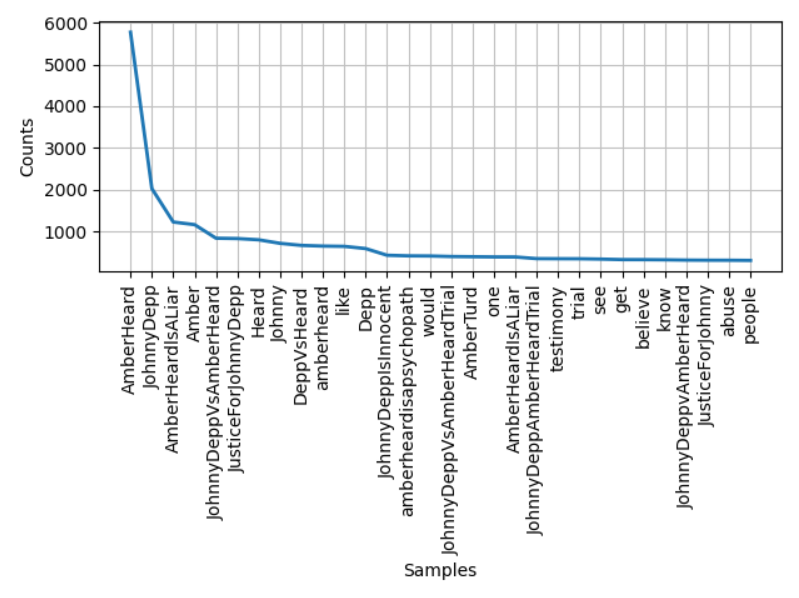 6000
5000
4000
3000
2000
1000
Counts
AmberHeard
JohnnyDepp
AmberHeardIsALiar
Amber
JohnnyDeppVsAmberHeard
JusticeForJohnnyDepp
Heard
Johnny
DeppVsHeard
amberheard
like
Depp
JohnnyDeppIsInnocent
amberheardisapsychopath
would
JohnnyDeppVsAmberHeardTrial
AmberTurd
one
AmberHeardIsALiar
JohnnyDeppAmberHeardTrial
testimony
trial
see
get
believe
know
JohnnyDeppvAmberHeard
JusticeForJohnny
abuse
people
Samples